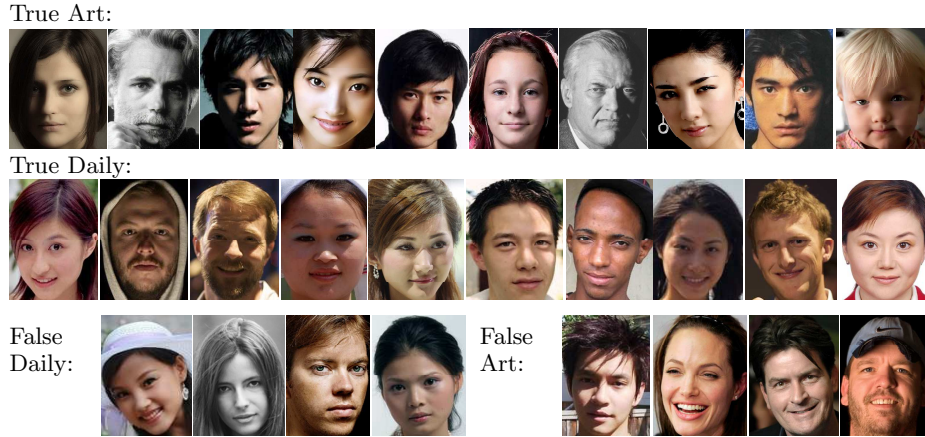 True Art:
True Daily:
False
Daily:
False
Art: